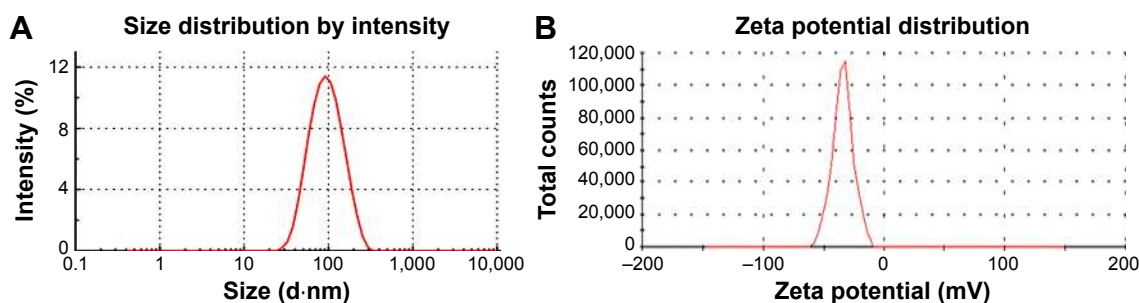 A
Size distribution by intensity
Intensity (%)
12
8
4
0
0.1 1 10 100 1,000 10,000
Size (d·nm)
B
Zeta potential distribution
Total counts
120,000
100,000
80,000
60,000
40,000
20,000
0
–200 –100 0 100 200
Zeta potential (mV)